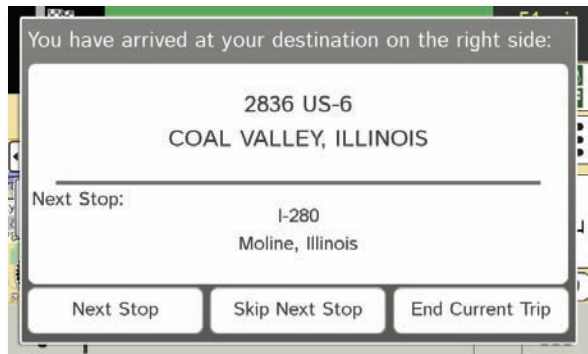 You have arrived at your destination on the right side:
2836 US-6
COAL VALLEY, ILLINOIS
Next Stop:
I-280
Moline, Illinois
Next Stop
Skip Next Stop
End Current Trip